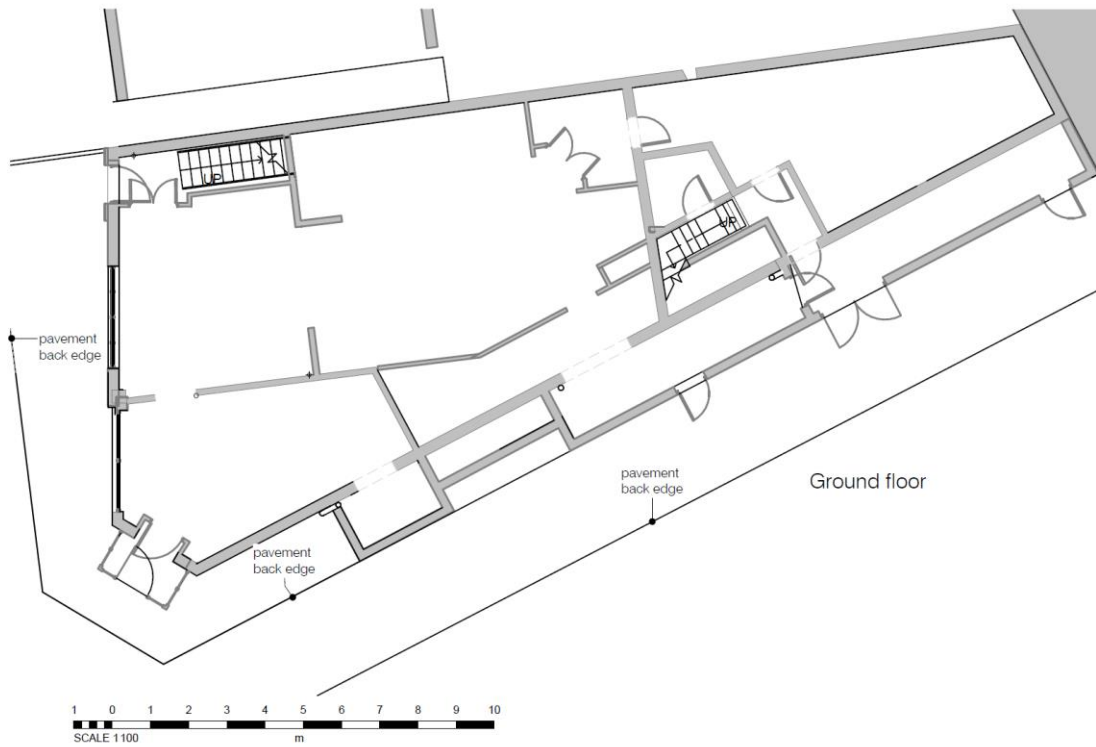 UP
UP
pavement
back edge
pavement
back edge
Ground floor
pavement
back edge
1 0 1 2 3 4 5 6 7 8 9 10
SCALE 1100 m